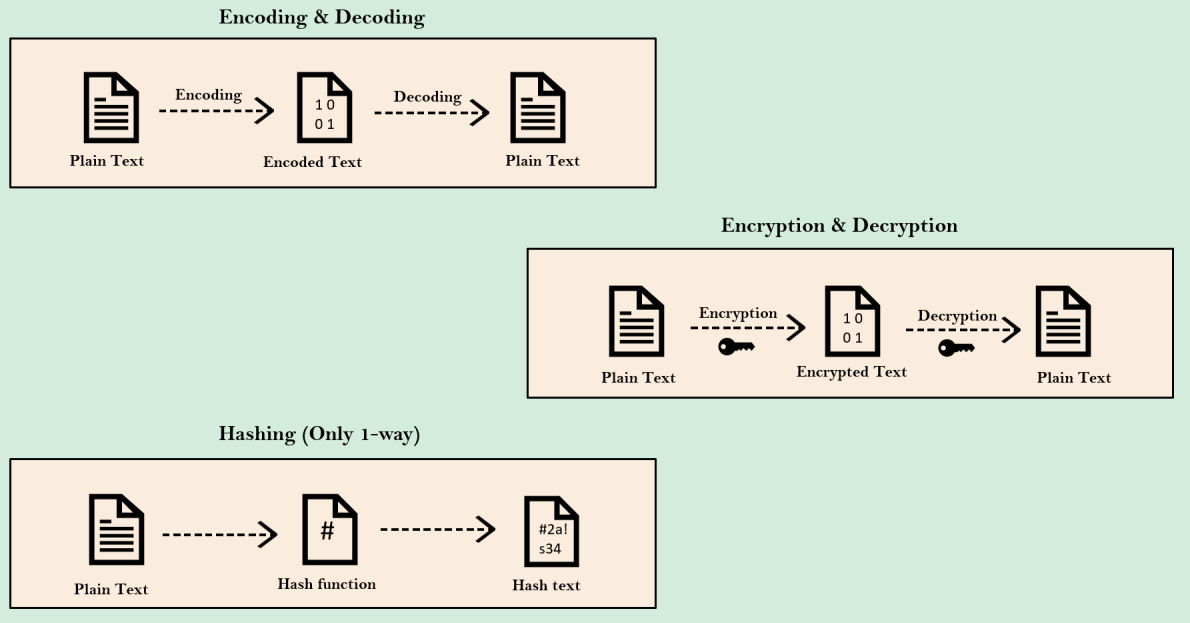 Encoding & Decoding
Encoding
Decoding
1 0
0 1
Plain Text
Encoded Text
Plain Text
Encryption & Decryption
Encryption
Decryption
1 0
0 1
Plain Text
Encrypted Text
Plain Text
Hashing (Only 1-way)
#
#2a!
s34
Plain Text
Hash function
Hash text